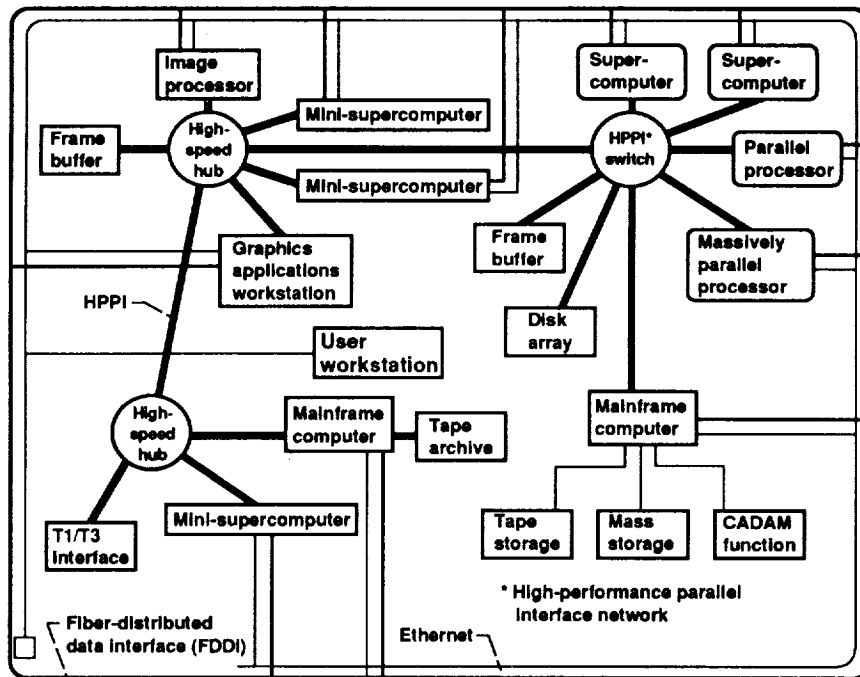 Image
processor
Super-
computer
Super-
computer
Mini-supercomputer
Frame
buffer
High-
speed
hub
HPPI*
switch
Parallel
processor
Mini-supercomputer
Graphics
applications
workstation
Frame
buffer
Massively
parallel
processor
HPPI
Disk
array
User
workstation
High-
speed
hub
Mainframe
computer
Tape
archive
Mainframe
computer
T1/T3
Interface
Mini-supercomputer
Tape
storage
Mass
storage
CADAM
function
* High-performance parallel
Interface network
Fiber-distributed
data interface (FDDI)
Ethernet